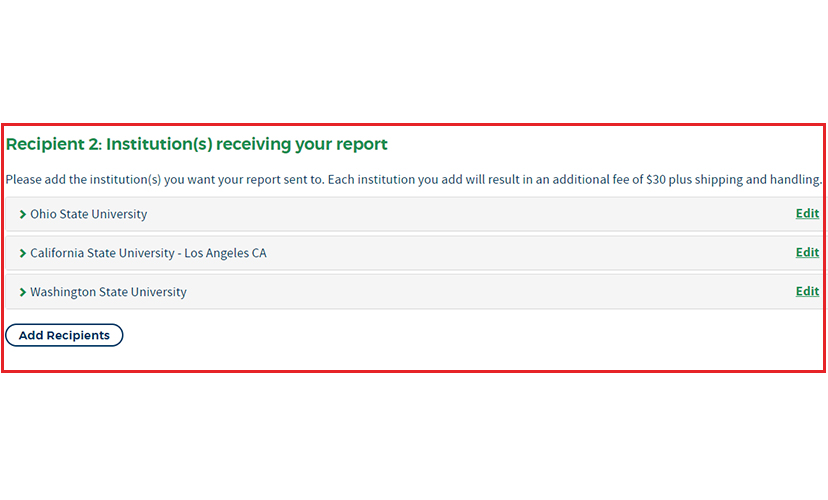 Recipient 2: Institution(s) receiving your report
Please add the institution(s) you want your report sent to. Each institution you add will result in an additional fee of $30 plus shipping and handling.
Ohio State University Edit
California State University - Los Angeles CA Edit
Washington State University Edit
Add Recipients